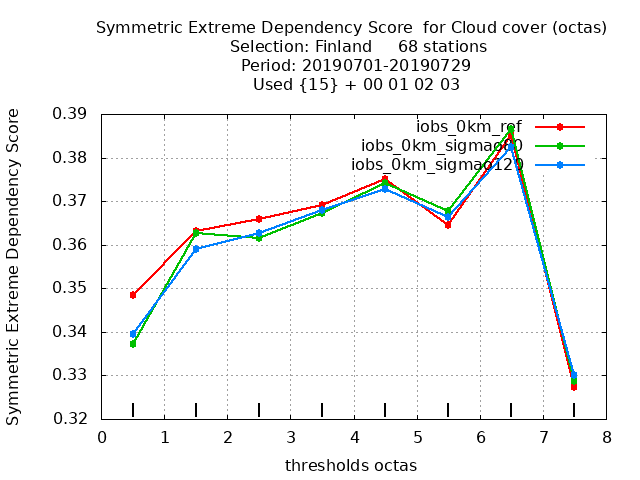 Symmetric Extreme Dependency Score for Cloud cover (octas)
Selection: Finland 68 stations
Period: 20190701-20190729
Used {15} + 00 01 02 03
Symmetric Extreme Dependency Score
0.39
0.38
0.37
0.36
0.35
0.34
0.33
0.32
iobs_0km_ref
iobs_0km_sigmao60
iobs_0km_sigmao120
0 1 2 3 4 5 6 7 8
thresholds octas